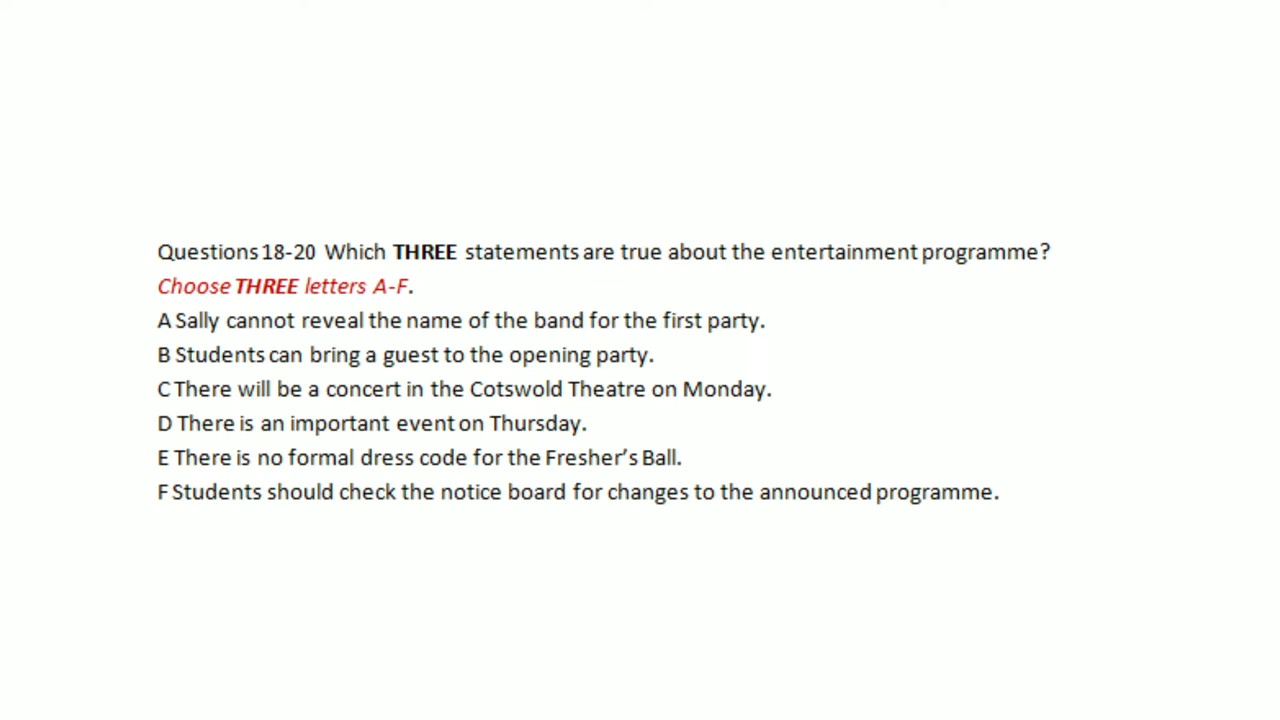 Questions 18-20 Which THREE statements are true about the entertainment programme?
Choose THREE letters A-F.
A Sally cannot reveal the name of the band for the first party.
B Students can bring a guest to the opening party.
C There will be a concert in the Cotswold Theatre on Monday.
D There is an important event on Thursday.
E There is no formal dress code for the Fresher’s Ball.
F Students should check the notice board for changes to the announced programme.